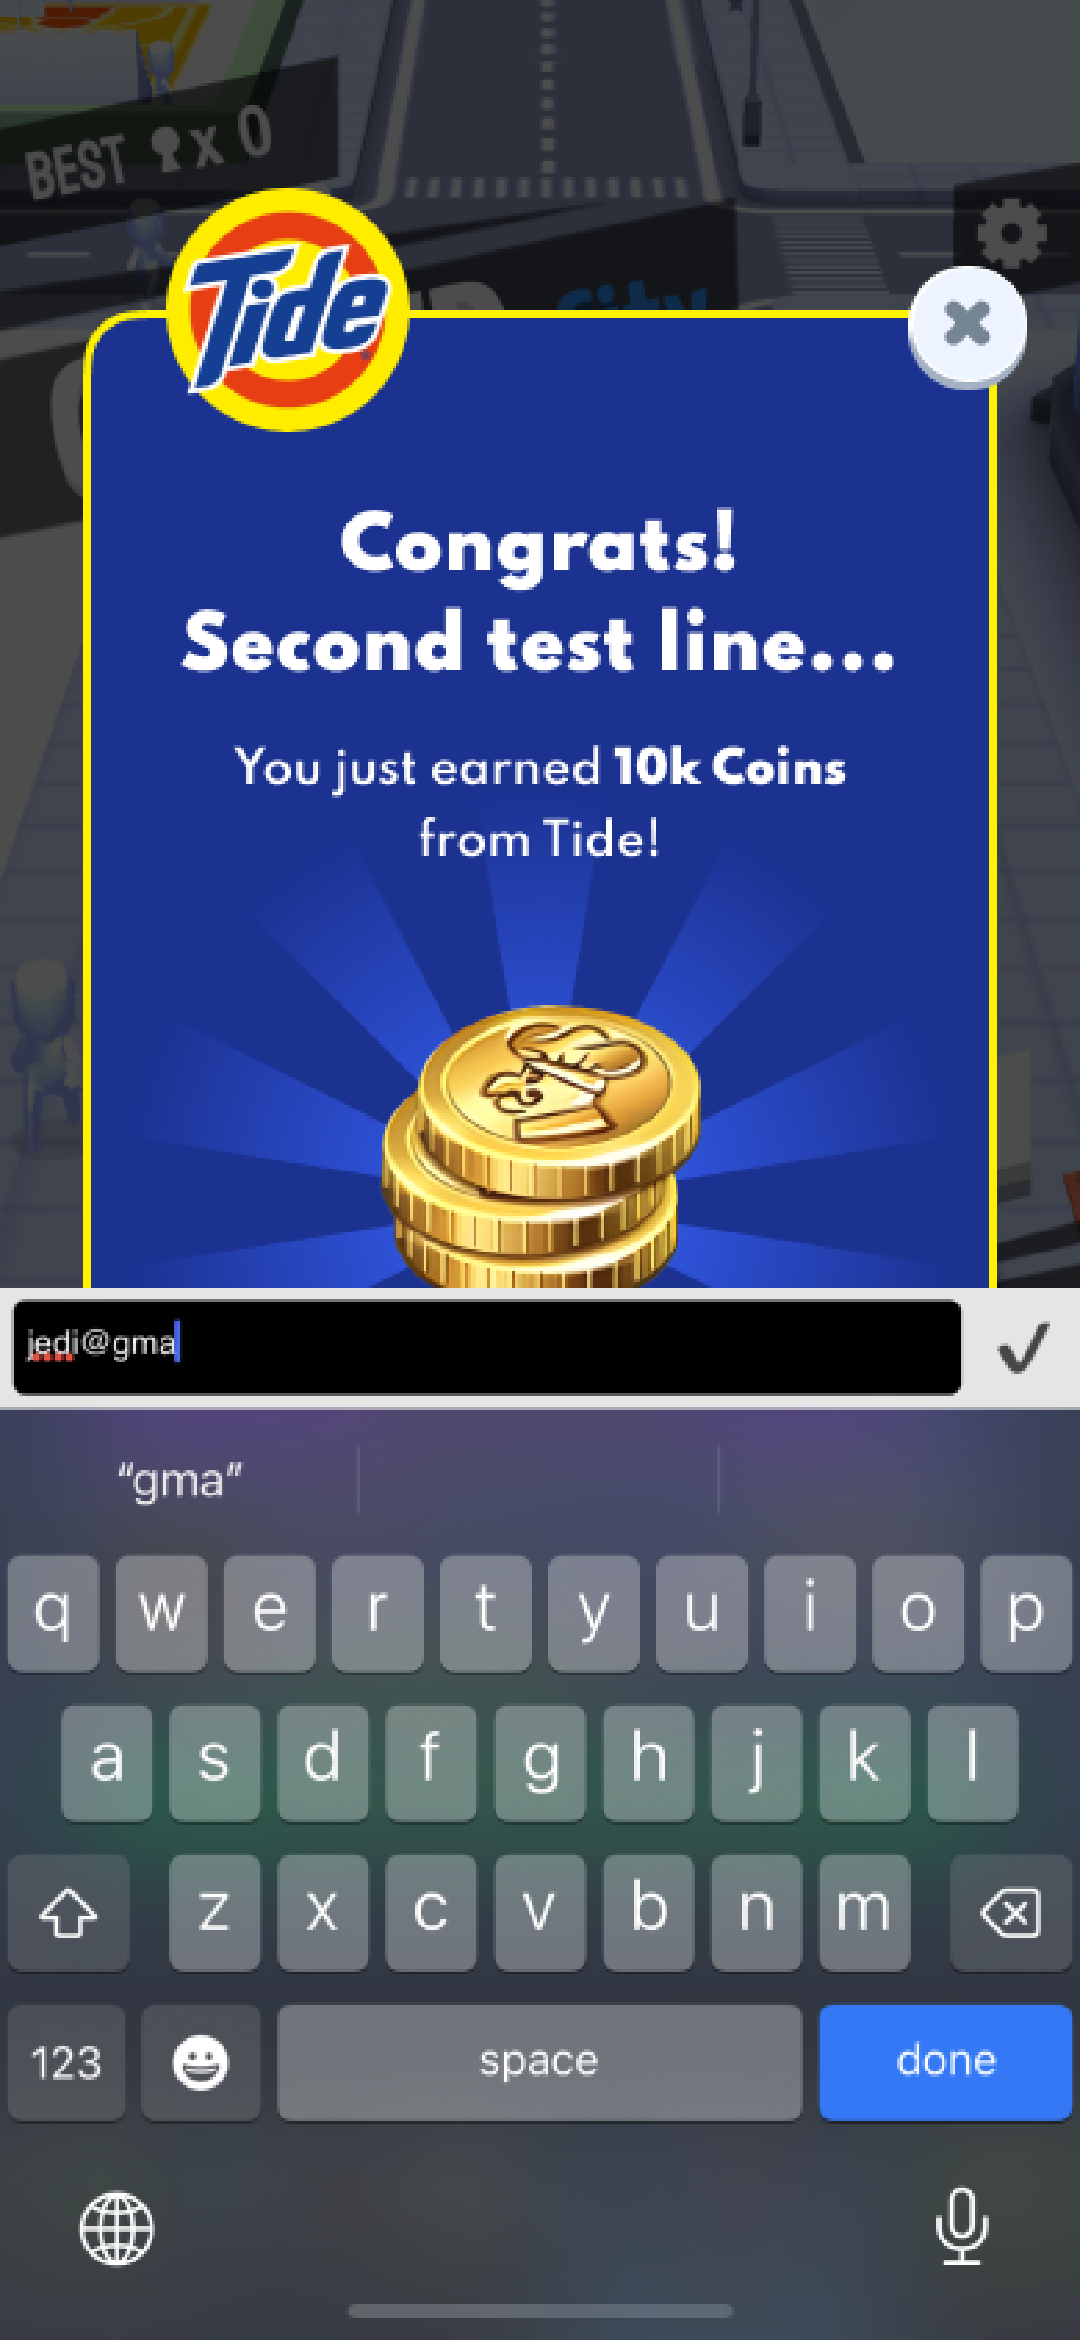 BEST x 0
City
Tide
Congrats!
Second test line...
You just earned 10k Coins
from Tide!
jedi@gma
“gma”
q w e r t y u i o p
a s d f g h j k l
z x c v b n m
123 space done